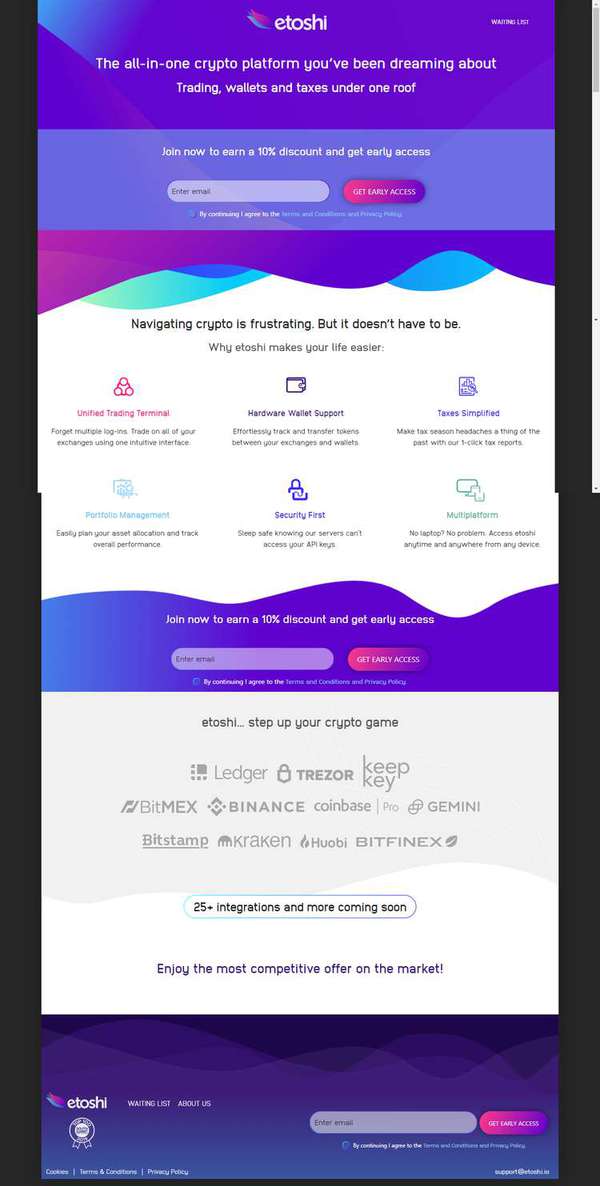 etoshi
WAITING LIST
The all-in-one crypto platform you've been dreaming about
Trading, wallets and taxes under one roof
Join now to earn a 10% discount and get early access
Enter email
GET EARLY ACCESS
By continuing I agree to the Terms and Conditions and Privacy Policy.
Navigating crypto is frustrating. But it doesn't have to be.
Why etoshi makes your life easier:
Unified Trading Terminal
Forget multiple log-ins. Trade on all of your
exchanges using one intuitive interface.
Hardware Wallet Support
Effortlessly track and transfer tokens
between your exchanges and wallets.
Taxes Simplified
Make tax season headaches a thing of the
past with our 1-click tax reports.
Portfolio Management
Easily plan your asset allocation and track
overall performance.
Security First
Sleep safe knowing our servers can't
access your API keys.
Multiplatform
No laptop? No problem. Access etoshi
anytime and anywhere from any device.
Join now to earn a 10% discount and get early access
Enter email
GET EARLY ACCESS
By continuing I agree to the Terms and Conditions and Privacy Policy.
etoshi... step up your crypto game
Ledger TREZOR keep
key
BitMEX BINANCE coinbase | Pro GEMINI
Bitstamp kraken Huobi BITFINEX
25+ integrations and more coming soon
Enjoy the most competitive offer on the market!
etoshi
WAITING LIST ABOUT US
Enter email
GET EARLY ACCESS
By continuing I agree to the Terms and Conditions and Privacy Policy.
Cookies | Terms & Conditions | Privacy Policy
support@etoshi.io